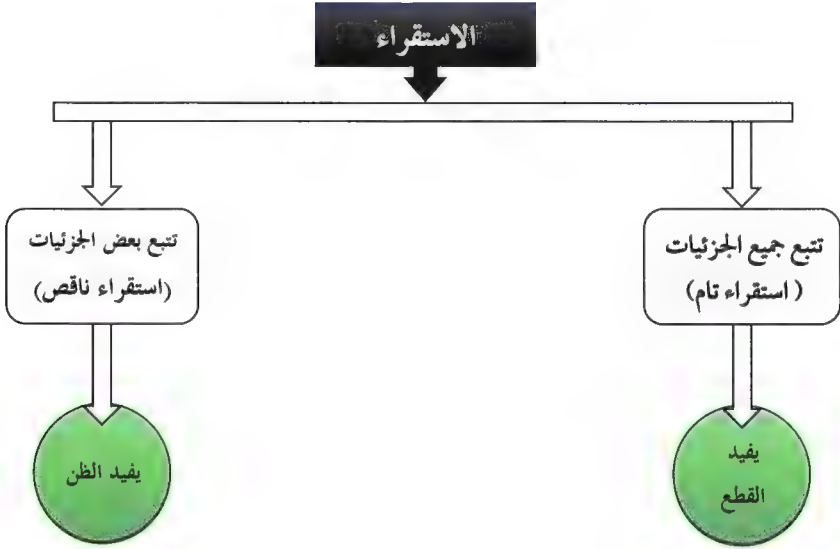 الاستقراء
تتبع جميع الجزئيات
(استقراء تام)
تتبع بعض الجزئيات
(استقراء ناقص)
يفيد
القطع
يفيد الظن